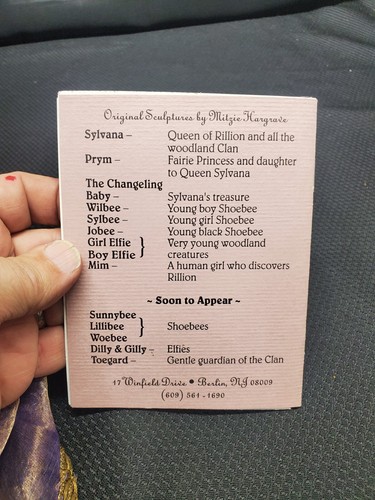 Original Sculptures by Mitzie Hargrave
Sylvana – Queen of Rillion and all the
woodland Clan
Prym – Fairie Princess and daughter
to Queen Sylvana
The Changeling
Baby – Sylvana's treasure
Wilbee – Young boy Shoebee
Sylbee – Young girl Shoebee
Jobee – Young black Shoebee
Girl Elfie } Very young woodland
Boy Elfie creatures
Mim – A human girl who discovers
Rillion
~ Soon to Appear ~
Sunnybee
Lillibee } Shoebees
Woebee
Dilly & Gilly – Elfies
Toegard – Gentle guardian of the Clan
17 Winfield Drive • Berlin, NJ 08009
(609) 561-1690